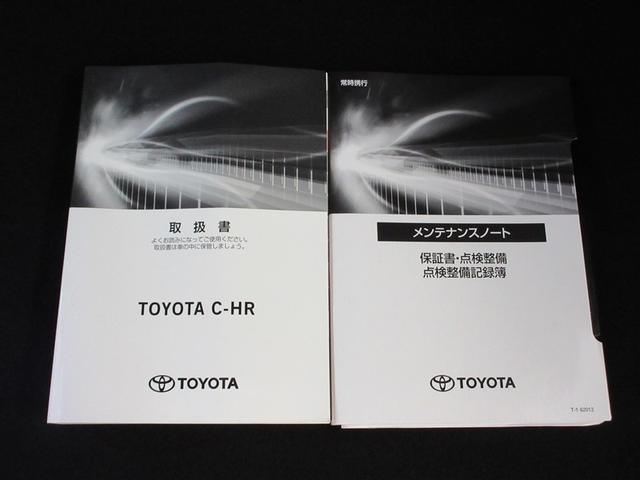 取扱書
よくお読みになってご使用ください。
取扱書は車の中に保管しましょう。
TOYOTA C-HR
TOYOTA
常時携行
メンテナンスノート
保証書・点検整備
点検整備記録簿
TOYOTA
T-1 62013